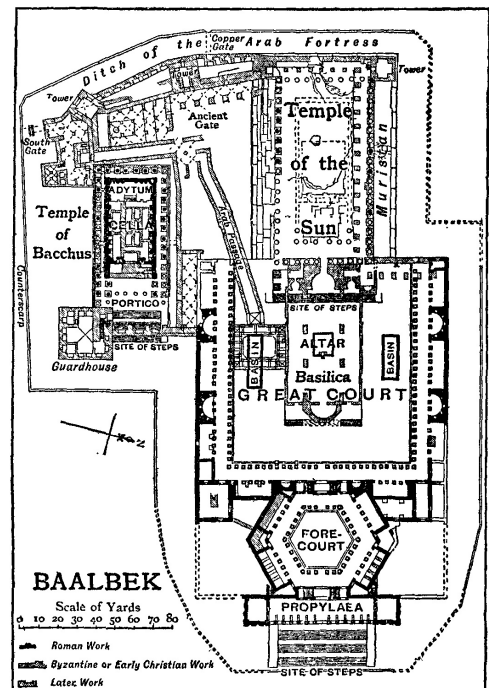 Ditch of the Arab Fortress
Copper Gate
Tower
Tower
Tower
Ancient Gate
South Gate
Temple of the Sun
Muristan
ADYTUM
CELLA
Temple of Bacchus
Arab Passage
PORTICO
SITE OF STEPS
SITE OF STEPS
Counterscarp
Guardhouse
BASIN
ALTAR
BASIN
Basilica
GREAT COURT
FORE-
COURT
BAALBEK
PROPYLAEA
Scale of Yards
0 10 20 30 40 50 60 70 80
Roman Work
Byzantine or Early Christian Work
Later Work
SITE OF STEPS